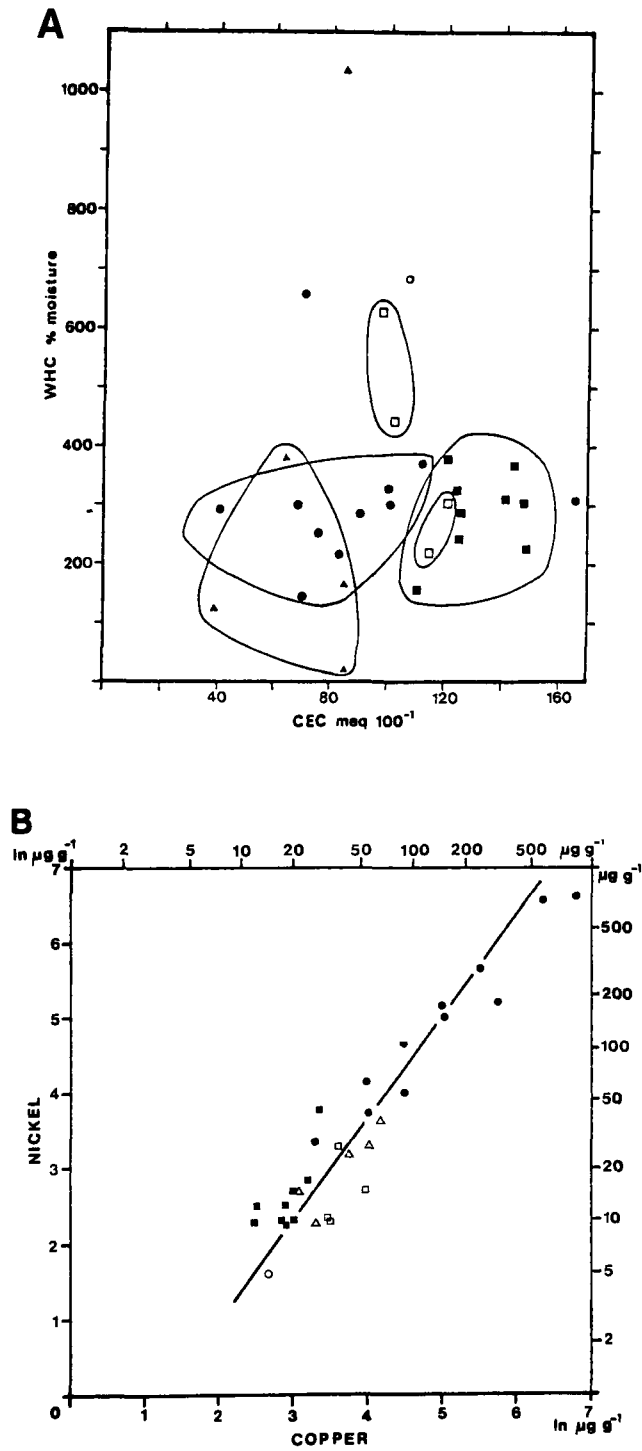 A
1000
800
600
400
200
WHC % moisture
40 80 120 160
CEC meq 100⁻¹
B
ln µg g⁻¹ 2 5 10 20 50 100 200 500 µg g⁻¹
7
6
5
4
3
2
1
NICKEL
µg g⁻¹
500
200
100
50
20
10
5
2
0 1 2 3 4 5 6 7
COPPER
ln µg g⁻¹